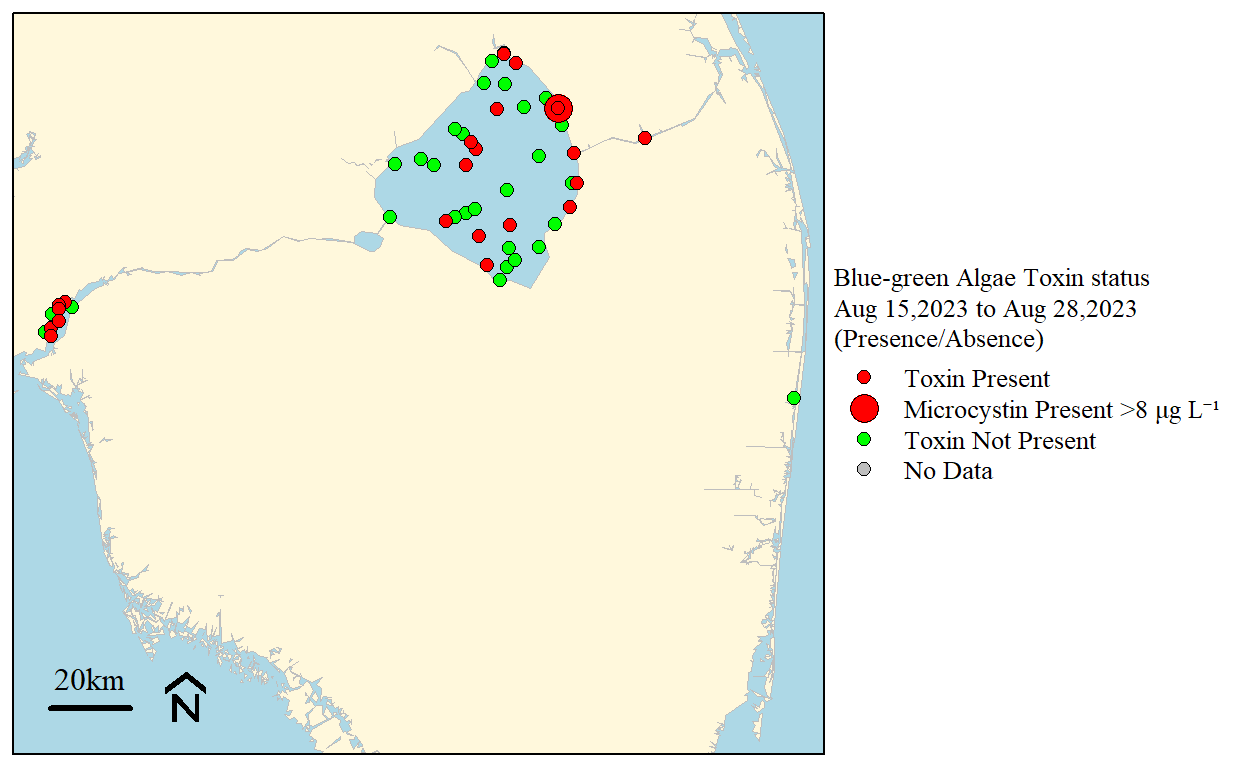 Blue-green Algae Toxin status
Aug 15,2023 to Aug 28,2023
(Presence/Absence)
Toxin Present
Microcystin Present >8 μg L⁻¹
Toxin Not Present
No Data
20km
N